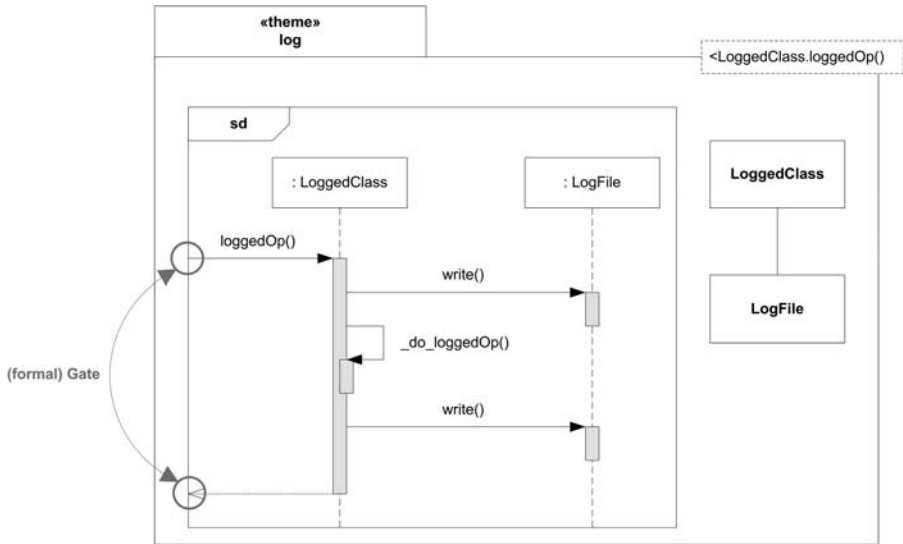 «theme»
log
<LoggedClass.loggedOp()
sd
: LoggedClass
: LogFile
LoggedClass
loggedOp()
write()
LogFile
_do_loggedOp()
(formal) Gate
write()